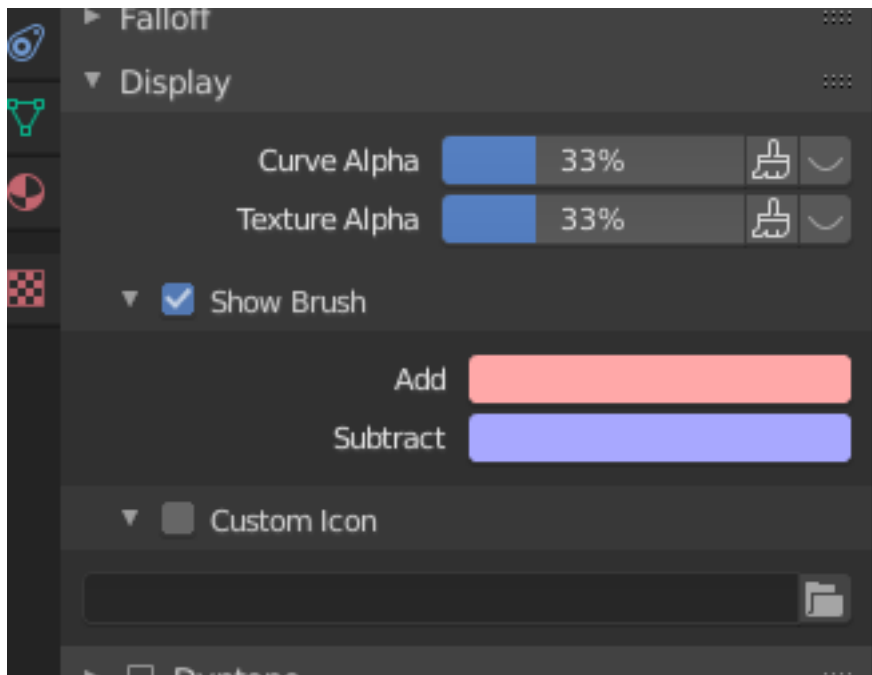 Falloff
Display
Curve Alpha 33%
Texture Alpha 33%
Show Brush
Add
Subtract
Custom Icon